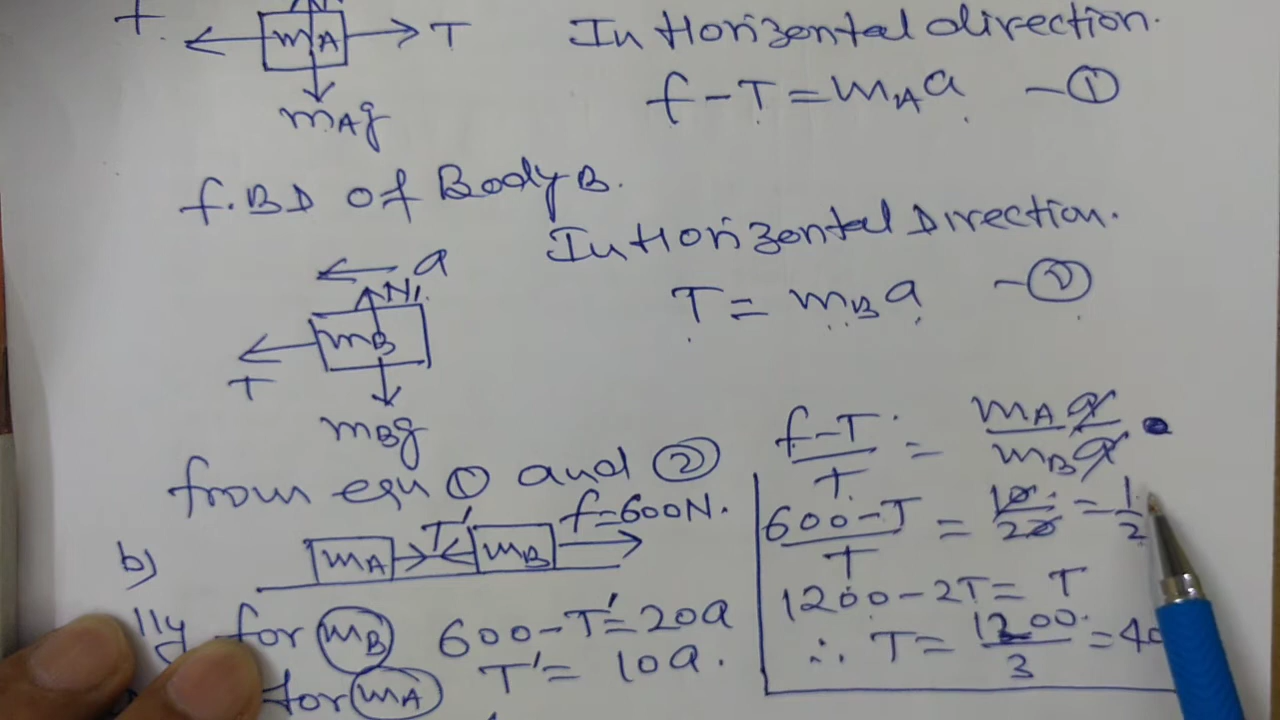 f mA T
mAg
In Horizontal direction.
f - T = mA a - ①
f.BD of Body B.
In Horizontal Direction.
a
N1
mB
T
mBg
T = mB a - ②
from eqn ① and ②
f-T / T = mA a / mB a
600-T / T = 10 / 20 = 1/2
1200 - 2T = T
∴ T = 1200 / 3 =
b) mA T' mB f=600N.
lly for mB 600 - T' = 20a
for mA T' = 10a.